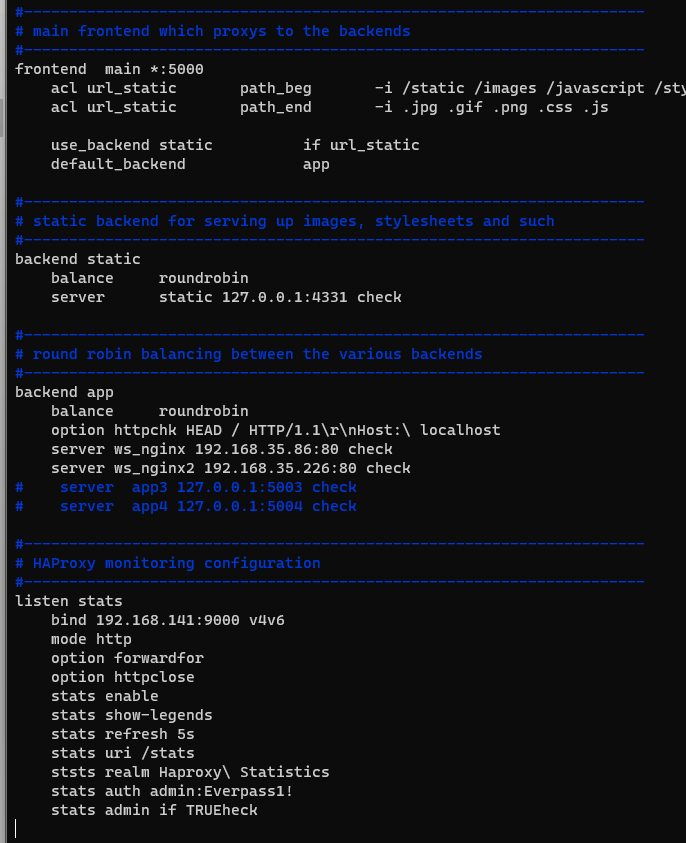 #---------------------------------------------------------------------
# main frontend which proxys to the backends
#---------------------------------------------------------------------
frontend  main *:5000
    acl url_static       path_beg       -i /static /images /javascript /sty
    acl url_static       path_end       -i .jpg .gif .png .css .js

    use_backend static          if url_static
    default_backend             app

#---------------------------------------------------------------------
# static backend for serving up images, stylesheets and such
#---------------------------------------------------------------------
backend static
    balance     roundrobin
    server      static 127.0.0.1:4331 check

#---------------------------------------------------------------------
# round robin balancing between the various backends
#---------------------------------------------------------------------
backend app
    balance     roundrobin
    option httpchk HEAD / HTTP/1.1\r\nHost:\ localhost
    server ws_nginx 192.168.35.86:80 check
    server ws_nginx2 192.168.35.226:80 check
#    server  app3 127.0.0.1:5003 check
#    server  app4 127.0.0.1:5004 check

#---------------------------------------------------------------------
# HAProxy monitoring configuration
#---------------------------------------------------------------------
listen stats
    bind 192.168.141:9000 v4v6
    mode http
    option forwardfor
    option httpclose
    stats enable
    stats show-legends
    stats refresh 5s
    stats uri /stats
    ststs realm Haproxy\ Statistics
    stats auth admin:Everpass1!
    stats admin if TRUEheck